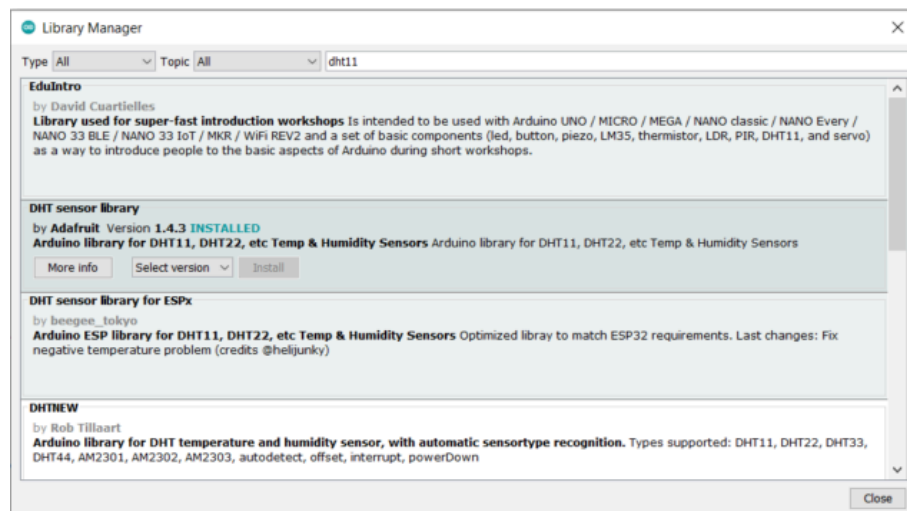 Library Manager
Type All Topic All dht11
EduIntro
by David Cuartielles
Library used for super-fast introduction workshops Is intended to be used with Arduino UNO / MICRO / MEGA / NANO classic / NANO Every /
NANO 33 BLE / NANO 33 IoT / MKR / WiFi REV2 and a set of basic components (led, button, piezo, LM35, thermistor, LDR, PIR, DHT11, and servo)
as a way to introduce people to the basic aspects of Arduino during short workshops.
DHT sensor library
by Adafruit Version 1.4.3 INSTALLED
Arduino library for DHT11, DHT22, etc Temp & Humidity Sensors Arduino library for DHT11, DHT22, etc Temp & Humidity Sensors
More info Select version Install
DHT sensor library for ESPx
by beegee_tokyo
Arduino ESP library for DHT11, DHT22, etc Temp & Humidity Sensors Optimized libray to match ESP32 requirements. Last changes: Fix
negative temperature problem (credits @helijunky)
DHTNEW
by Rob Tillaart
Arduino library for DHT temperature and humidity sensor, with automatic sensortype recognition. Types supported: DHT11, DHT22, DHT33,
DHT44, AM2301, AM2302, AM2303, autodetect, offset, interrupt, powerDown
Close